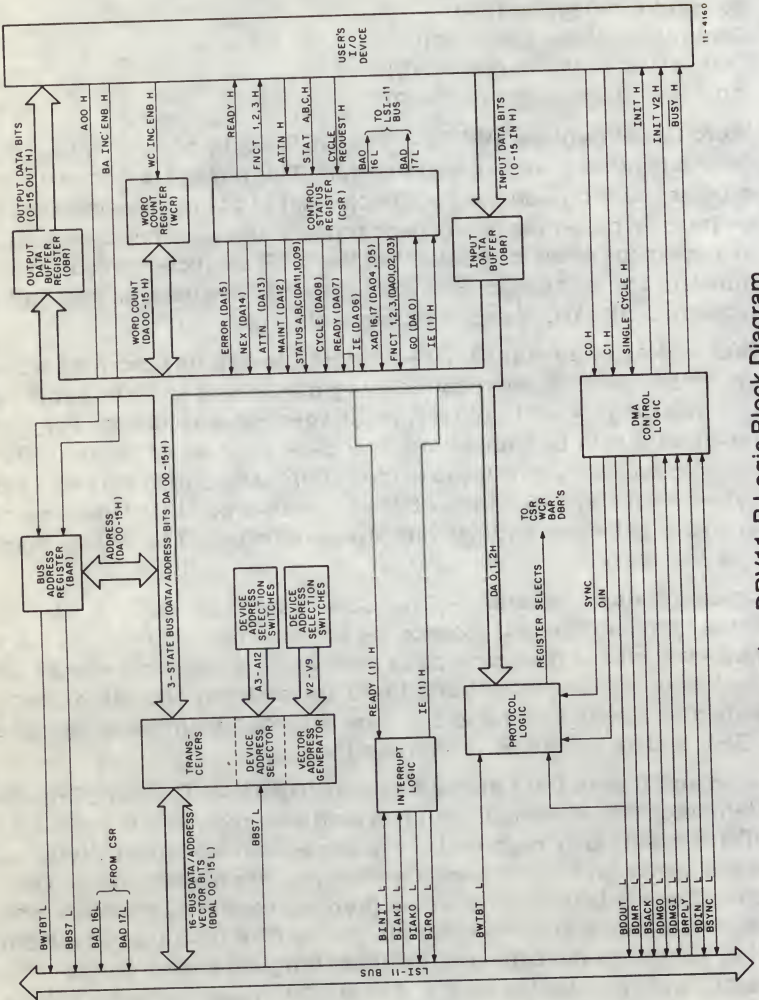 LSI-11 BUS
BWTBT L
BBS7 L
BAD 16L
BAD 17L
FROM CSR
16-BUS DATA/ADDRESS/
VECTOR BITS
(BDAL 00-15L)
BBS7 L
BINIT L
BIAKI L
BIAKO L
BIRQ L
BWTBT L
BDOUT L
BDMR L
BSACK L
BDMGO L
BDMGI L
BRPLY L
BDIN L
BSYNC L
BUS
ADDRESS
REGISTER
(BAR)
ADDRESS
(DA 00-15H)
3-STATE BUS (DATA/ADDRESS BITS DA 00-15H)
TRANS-
CEIVERS
DEVICE
ADDRESS
SELECTOR
VECTOR
ADDRESS
GENERATOR
A3-A12
V2-V9
DEVICE
ADDRESS
SELECTION
SWITCHES
DEVICE
ADDRESS
SELECTION
SWITCHES
INTERRUPT
LOGIC
READY (1) H
IE (1) H
DA 0,1,2H
PROTOCOL
LOGIC
REGISTER SELECTS
TO
CSR
WCR
BAR
DBR'S
SYNC
DIN
DMA
CONTROL
LOGIC
OUTPUT
DATA
BUFFER
REGISTER
(OBR)
OUTPUT DATA BITS
(0-15 OUT H)
A00 H
BA INC ENB H
WC INC ENB H
WORD COUNT
(DA00-15H)
WORD
COUNT
REGISTER
(WCR)
ERROR (DA15)
NEX (DA14)
ATTN (DA13)
MAINT (DA12)
STATUS A,B,C(DA11,10,09)
CYCLE (DA08)
READY (DA07)
IE (DA06)
XAD 16,17 (DA04,05)
FNCT 1,2,3,(DA01,02,03)
GO (DA 0)
IE (1) H
CONTROL
STATUS
REGISTER
(CSR)
READY H
FNCT 1,2,3 H
ATTN H
STAT A,B,C,H
CYCLE
REQUEST H
BAD
16 L
BAD
17L
TO
LSI-11
BUS
INPUT
DATA
BUFFER
(OBR)
INPUT DATA BITS
(0-15 IN H)
C0 H
C1 H
SINGLE CYCLE H
INIT H
INIT V2 H
BUSY H
USER'S
I/O
DEVICE
11-4160
DRV11-B Logic Block Diagram